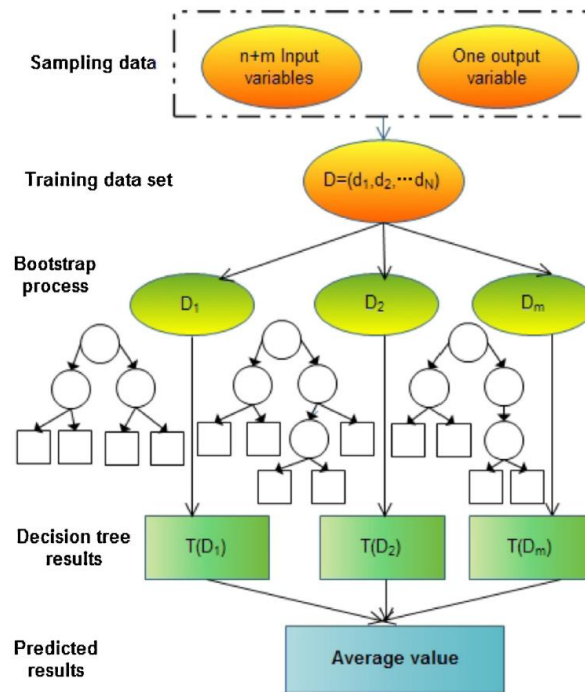 Sampling data
n+m Input
variables
One output
variable
Training data set
D=(d₁,d₂,⋯d_N)
Bootstrap
process
D₁
D₂
Dₘ
Decision tree
results
T(D₁)
T(D₂)
T(Dₘ)
Predicted
results
Average value